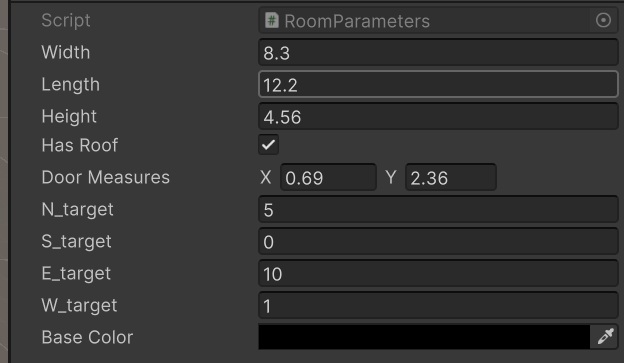 Script # RoomParameters
Width 8.3
Length 12.2
Height 4.56
Has Roof
Door Measures X 0.69 Y 2.36
N_target 5
S_target 0
E_target 10
W_target 1
Base Color